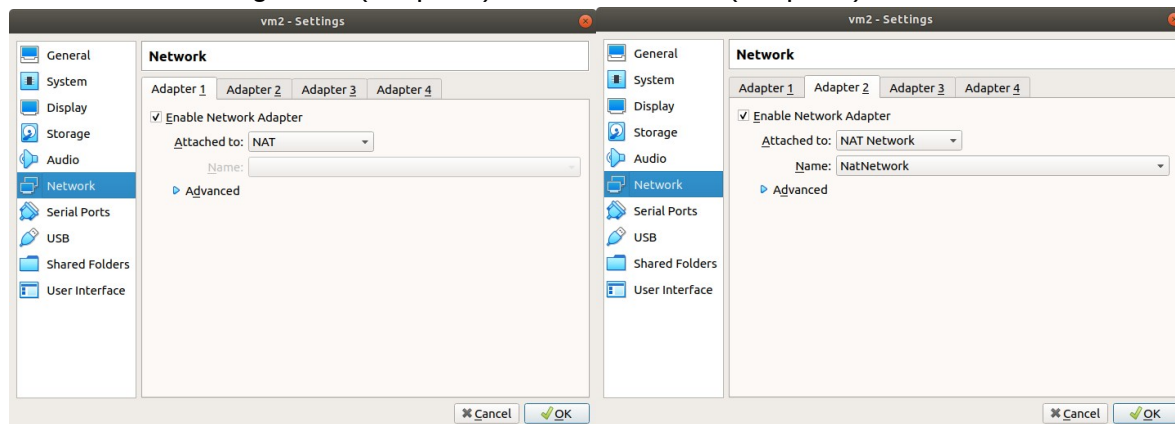 vm2 - Settings
General
System
Display
Storage
Audio
Network
Serial Ports
USB
Shared Folders
User Interface
Network
Adapter 1 Adapter 2 Adapter 3 Adapter 4
Enable Network Adapter
Attached to: NAT
Name:
Advanced
Cancel OK
vm2 - Settings
General
System
Display
Storage
Audio
Network
Serial Ports
USB
Shared Folders
User Interface
Network
Adapter 1 Adapter 2 Adapter 3 Adapter 4
Enable Network Adapter
Attached to: NAT Network
Name: NatNetwork
Advanced
Cancel OK